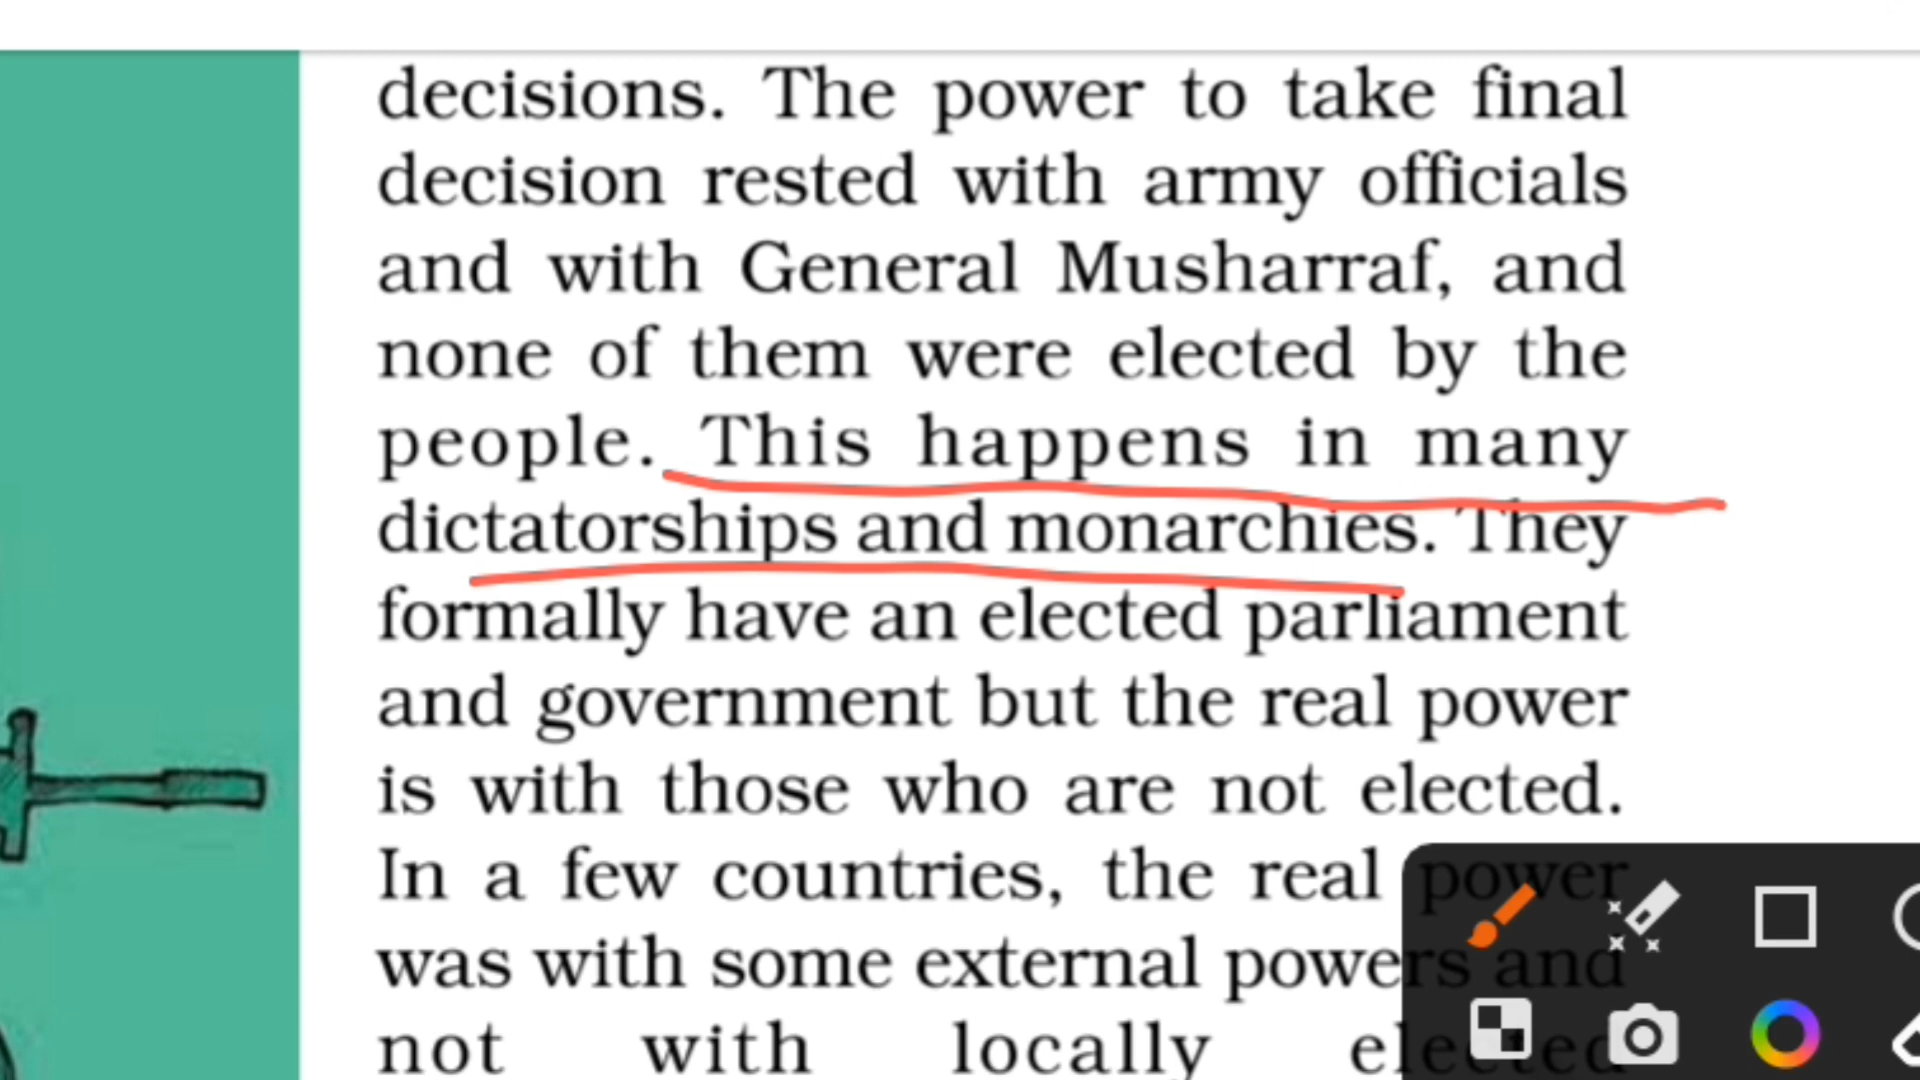 decisions. The power to take final
decision rested with army officials
and with General Musharraf, and
none of them were elected by the
people. This happens in many
dictatorships and monarchies. They
formally have an elected parliament
and government but the real power
is with those who are not elected.
In a few countries, the real power
was with some external powers and
not with locally elected